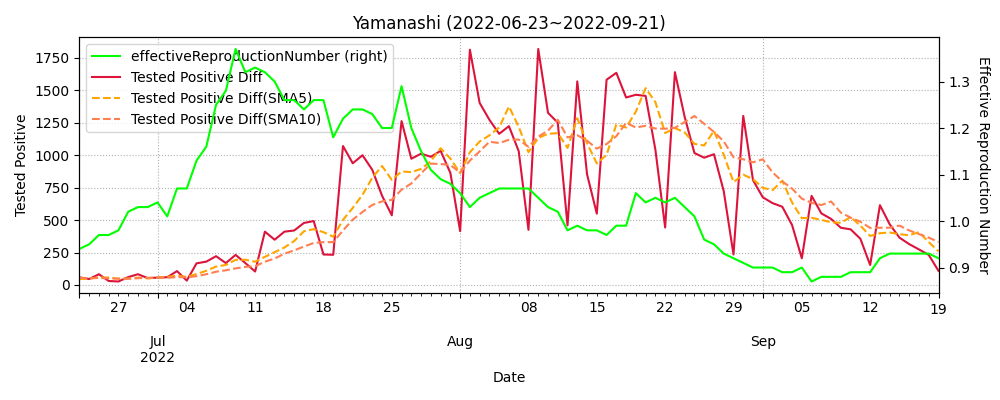 Yamanashi (2022-06-23~2022-09-21)
effectiveReproductionNumber (right)
Tested Positive Diff
Tested Positive Diff(SMA5)
Tested Positive Diff(SMA10)
Tested Positive
1750
1500
1250
1000
750
500
250
0
1.3
1.2
1.1
1.0
0.9
Effective Reproduction Number
27 04 11 18 25 08 15 22 29 05 12 19
Jul Aug Sep
2022
Date